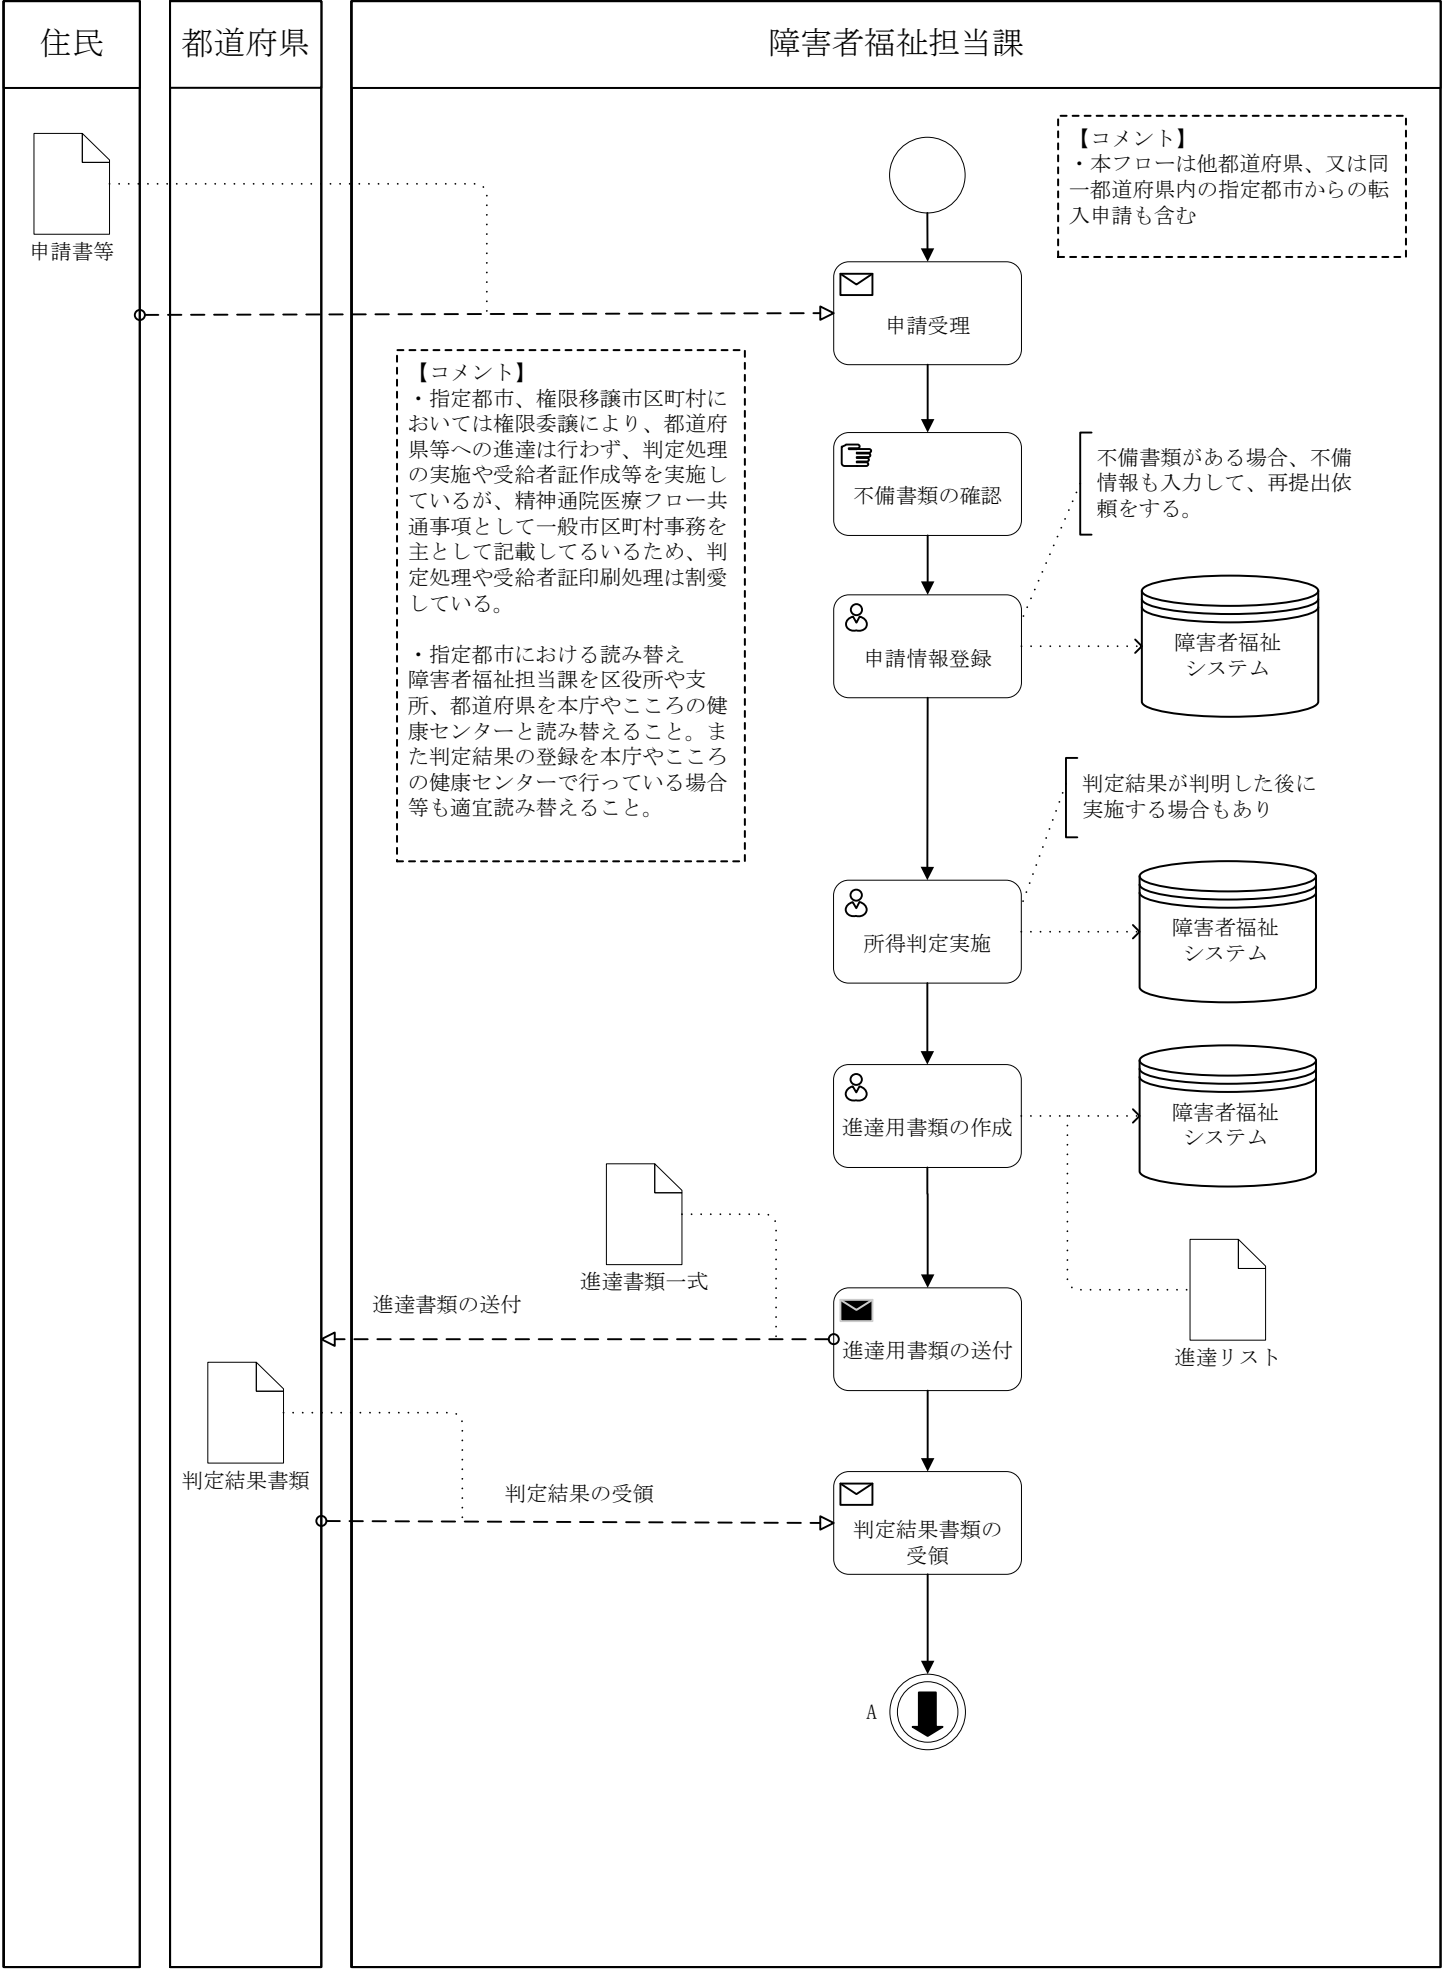 住民
都道府県
障害者福祉担当課
【コメント】
・本フローは他都道府県、又は同
一都道府県内の指定都市からの転
入申請も含む
申請書等
申請受理
【コメント】
・指定都市、権限移譲市区町村に
おいては権限委譲により、都道府
県等への進達は行わず、判定処理
の実施や受給者証作成等を実施し
ているが、精神通院医療フロー共
通事項として一般市区町村事務を
主として記載してるいるため、判
定処理や受給者証印刷処理は割愛
している。
・指定都市における読み替え
障害者福祉担当課を区役所や支
所、都道府県を本庁やこころの健
康センターと読み替えること。ま
た判定結果の登録を本庁やこころ
の健康センターで行っている場合
等も適宜読み替えること。
不備書類の確認
不備書類がある場合、不備
情報も入力して、再提出依
頼をする。
申請情報登録
障害者福祉
システム
判定結果が判明した後に
実施する場合もあり
所得判定実施
障害者福祉
システム
進達用書類の作成
障害者福祉
システム
進達書類一式
進達書類の送付
進達用書類の送付
進達リスト
判定結果書類
判定結果の受領
判定結果書類の
受領
A